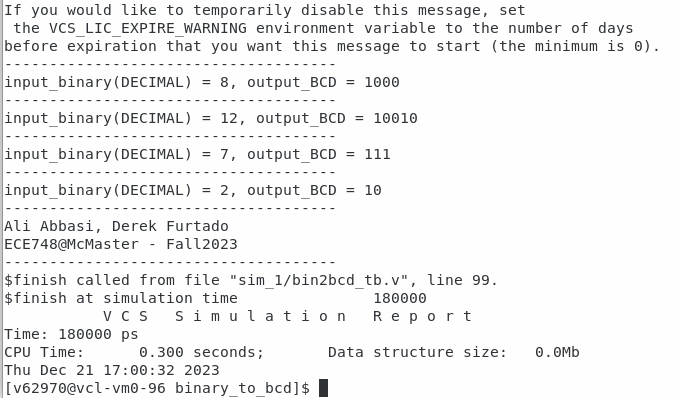 If you would like to temporarily disable this message, set
 the VCS_LIC_EXPIRE_WARNING environment variable to the number of days
before expiration that you want this message to start (the minimum is 0).
-------------------------------------
input_binary(DECIMAL) = 8, output_BCD = 1000
-------------------------------------
input_binary(DECIMAL) = 12, output_BCD = 10010
-------------------------------------
input_binary(DECIMAL) = 7, output_BCD = 111
-------------------------------------
input_binary(DECIMAL) = 2, output_BCD = 10
-------------------------------------
Ali Abbasi, Derek Furtado
ECE748@McMaster - Fall2023
-------------------------------------
$finish called from file "sim_1/bin2bcd_tb.v", line 99.
$finish at simulation time               180000
           V C S   S i m u l a t i o n   R e p o r t
Time: 180000 ps
CPU Time:      0.300 seconds;       Data structure size:   0.0Mb
Thu Dec 21 17:00:32 2023
[v62970@vcl-vm0-96 binary_to_bcd]$